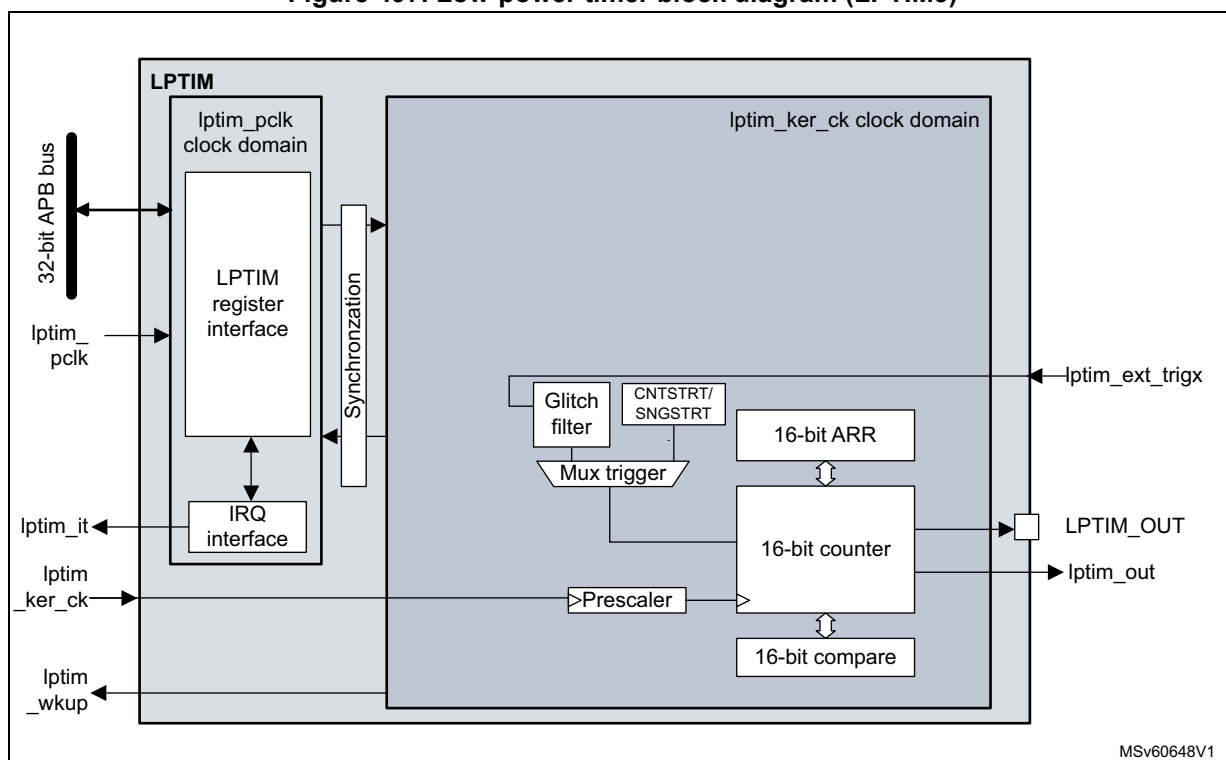 LPTIM
lptim_pclk
clock domain
lptim_ker_ck clock domain
32-bit APB bus
LPTIM
register
interface
Synchronzation
lptim_
pclk
lptim_ext_trigx
Glitch
filter
CNTSTRT/
SNGSTRT
16-bit ARR
Mux trigger
IRQ
interface
lptim_it
16-bit counter
LPTIM_OUT
lptim_out
lptim
_ker_ck
Prescaler
16-bit compare
lptim
_wkup
MSv60648V1